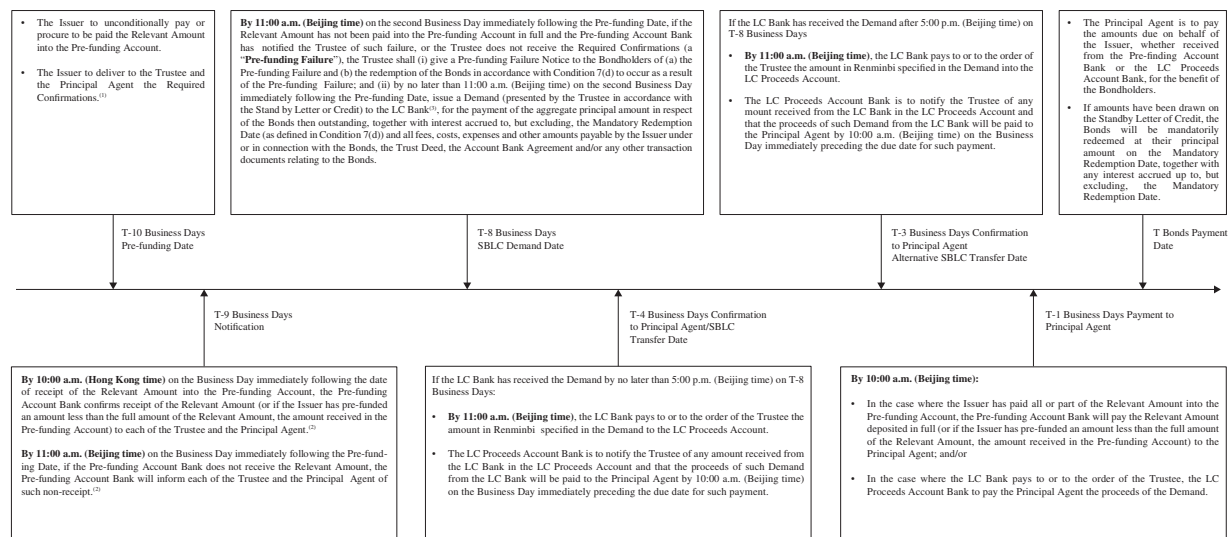 • The Issuer to unconditionally pay or
procure to be paid the Relevant Amount
into the Pre-funding Account.
• The Issuer to deliver to the Trustee and
the Principal Agent the Required
Confirmations.(1)
By 11:00 a.m. (Beijing time) on the second Business Day immediately following the Pre-funding Date, if the
Relevant Amount has not been paid into the Pre-funding Account in full and the Pre-funding Account Bank
has notified the Trustee of such failure, or the Trustee does not receive the Required Confirmations (a
“Pre-funding Failure”), the Trustee shall (i) give a Pre-funding Failure Notice to the Bondholders of (a) the
Pre-funding Failure and (b) the redemption of the Bonds in accordance with Condition 7(d) to occur as a result
of the Pre-funding Failure; and (ii) by no later than 11:00 a.m. (Beijing time) on the second Business Day
immediately following the Pre-funding Date, issue a Demand (presented by the Trustee in accordance with
the Stand by Letter or Credit) to the LC Bank(3), for the payment of the aggregate principal amount in respect
of the Bonds then outstanding, together with interest accrued to, but excluding, the Mandatory Redemption
Date (as defined in Condition 7(d)) and all fees, costs, expenses and other amounts payable by the Issuer under
or in connection with the Bonds, the Trust Deed, the Account Bank Agreement and/or any other transaction
documents relating to the Bonds.
If the LC Bank has received the Demand after 5:00 p.m. (Beijing time) on
T-8 Business Days
• By 11:00 a.m. (Beijing time), the LC Bank pays to or to the order of
the Trustee the amount in Renminbi specified in the Demand into the
LC Proceeds Account.
• The LC Proceeds Account Bank is to notify the Trustee of any
mount received from the LC Bank in the LC Proceeds Account and
that the proceeds of such Demand from the LC Bank will be paid to
the Principal Agent by 10:00 a.m. (Beijing time) on the Business
Day immediately preceding the due date for such payment.
• The Principal Agent is to pay
the amounts due on behalf of
the Issuer, whether received
from the Pre-finding Account
Bank or the LC Proceeds
Account Bank, for the benefit of
the Bondholders.
• If amounts have been drawn on
the Standby Letter of Credit, the
Bonds will be mandatorily
redeemed at their principal
amount on the Mandatory
Redemption Date, together with
any interest accrued up to, but
excluding, the Mandatory
Redemption Date.
T-10 Business Days
Pre-funding Date
T-8 Business Days
SBLC Demand Date
T-3 Business Days Confirmation
to Principal Agent
Alternative SBLC Transfer Date
T Bonds Payment
Date
T-9 Business Days
Notification
T-4 Business Days Confirmation
to Principal Agent/SBLC
Transfer Date
T-1 Business Days Payment to
Principal Agent
By 10:00 a.m. (Hong Kong time) on the Business Day immediately following the date
of receipt of the Relevant Amount into the Pre-funding Account, the Pre-funding
Account Bank confirms receipt of the Relevant Amount (or if the Issuer has pre-funded
an amount less than the full amount of the Relevant Amount, the amount received in the
Pre-funding Account) to each of the Trustee and the Principal Agent.(2)
By 11:00 a.m. (Beijing time) on the Business Day immediately following the Pre-fund-
ing Date, if the Pre-funding Account Bank does not receive the Relevant Amount, the
Pre-funding Account Bank will inform each of the Trustee and the Principal Agent of
such non-receipt.(2)
If the LC Bank has received the Demand by no later than 5:00 p.m. (Beijing time) on T-8
Business Days:
• By 11:00 a.m. (Beijing time), the LC Bank pays to or to the order of the Trustee the
amount in Renminbi specified in the Demand to the LC Proceeds Account.
• The LC Proceeds Account Bank is to notify the Trustee of any amount received from
the LC Bank in the LC Proceeds Account and that the proceeds of such Demand
from the LC Bank will be paid to the Principal Agent by 10:00 a.m. (Beijing time)
on the Business Day immediately preceding the due date for such payment.
By 10:00 a.m. (Beijing time):
• In the case where the Issuer has paid all or part of the Relevant Amount into the
Pre-funding Account, the Pre-funding Account Bank will pay the Relevant Amount
deposited in full (or if the Issuer has pre-funded an amount less than the full amount
of the Relevant Amount, the amount received in the Pre-funding Account) to the
Principal Agent; and/or
• In the case where the LC Bank pays to or to the order of the Trustee, the LC
Proceeds Account Bank to pay the Principal Agent the proceeds of the Demand.